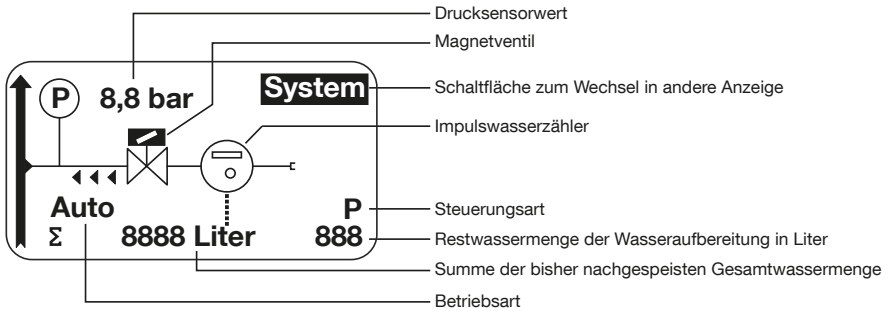 Drucksensorwert
Magnetventil
P 8,8 bar System
Schaltfläche zum Wechsel in andere Anzeige
Impulswasserzähler
Auto P
Steuerungsart
Σ 8888 Liter 888
Restwassermenge der Wasseraufbereitung in Liter
Summe der bisher nachgespeisten Gesamtwassermenge
Betriebsart